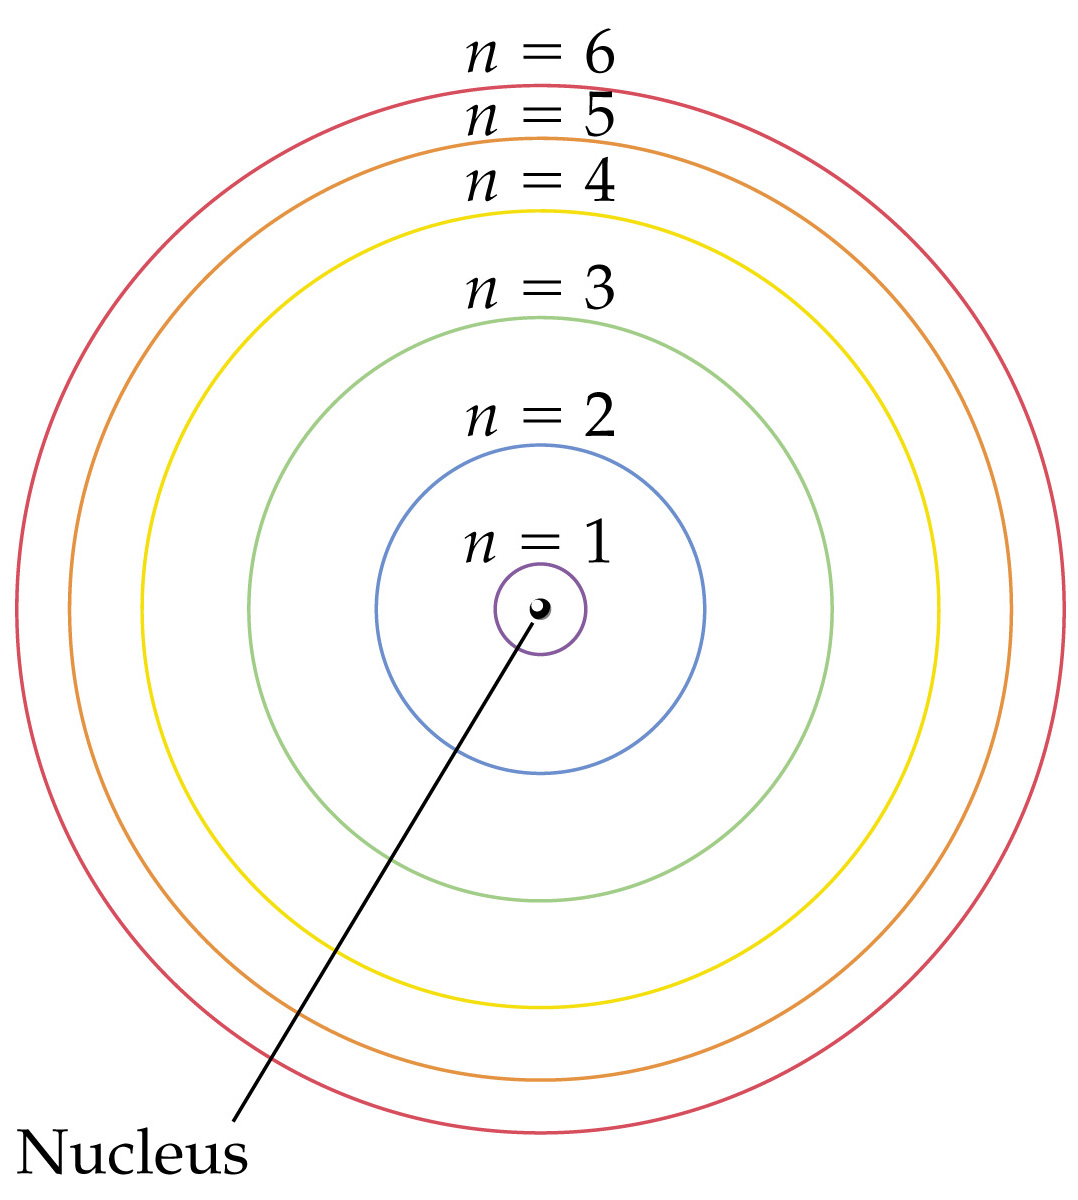 n = 6
n = 5
n = 4
n = 3
n = 2
n = 1
Nucleus